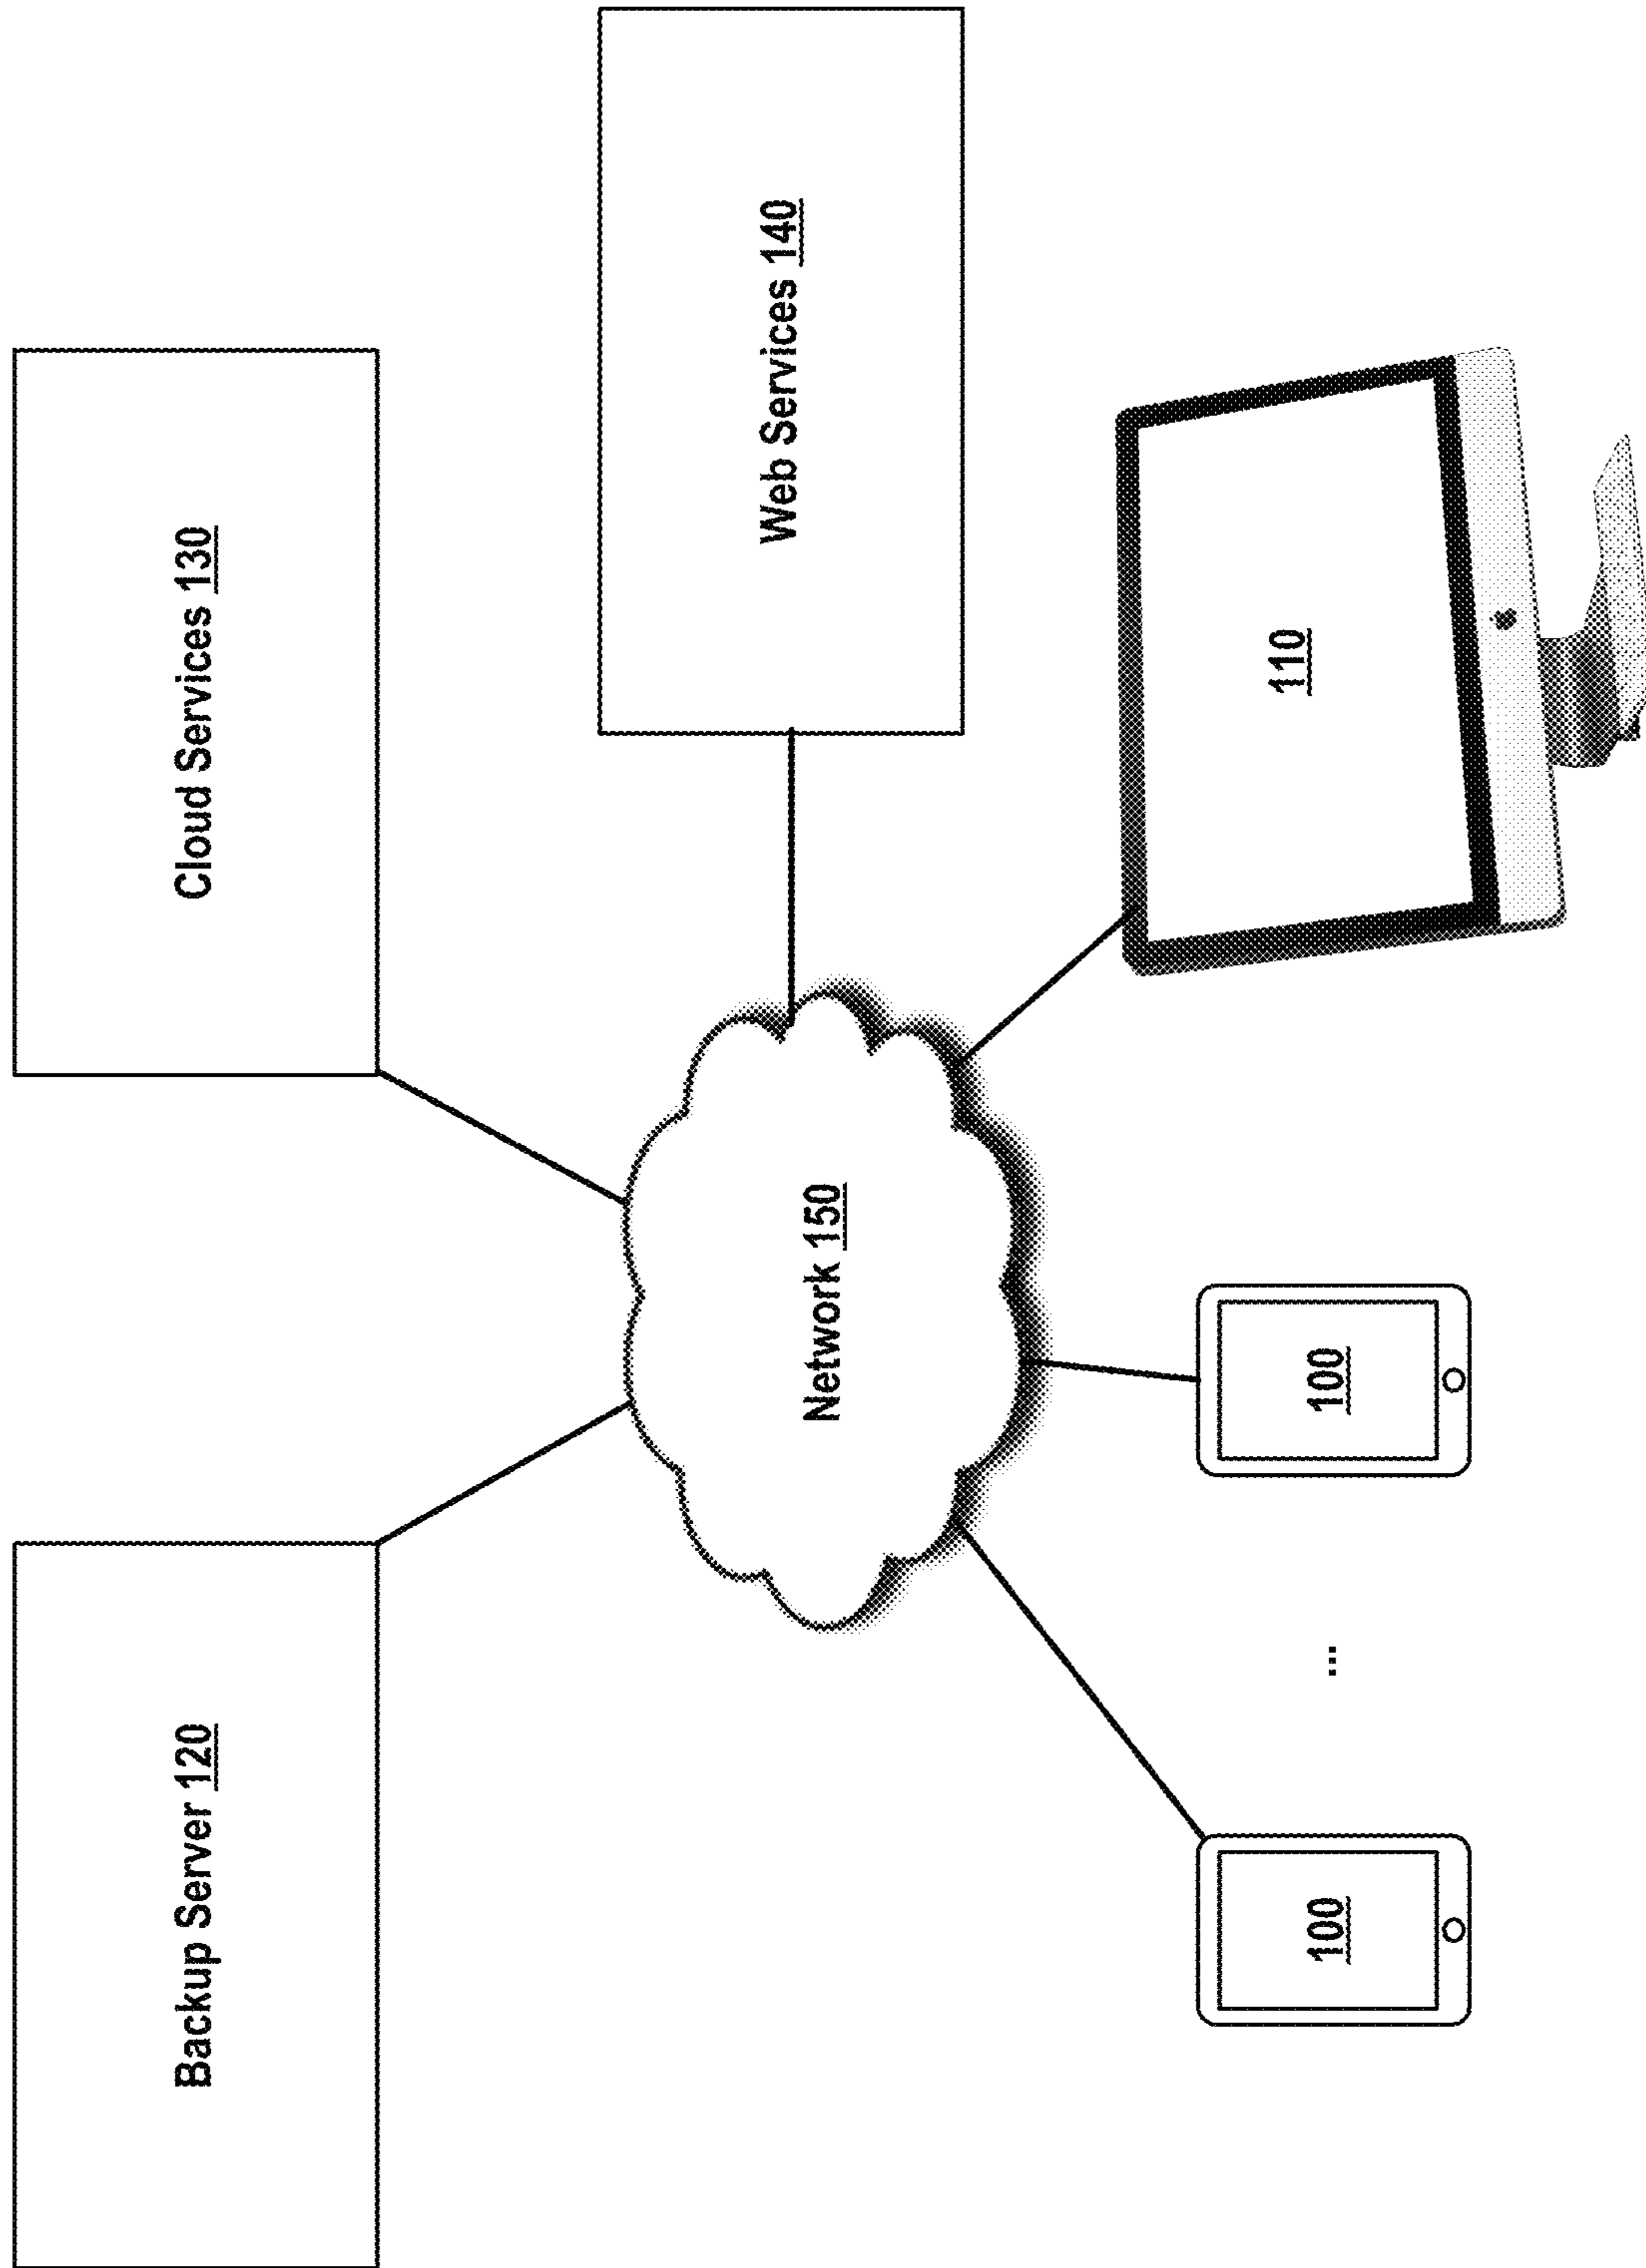 Backup Server 120
Cloud Services 130
Web Services 140
Network 150
110
100
...
100